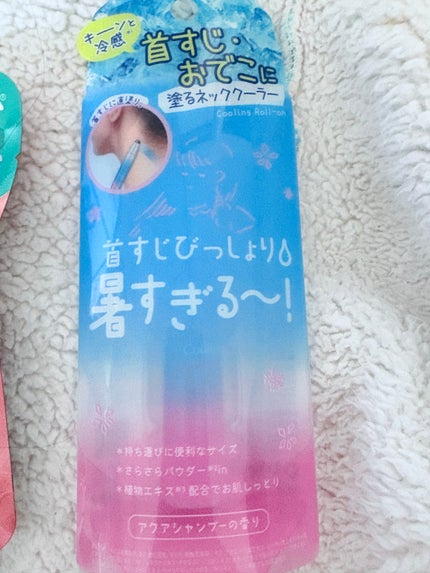 キーンと
冷感*
首すじ・
おでこに
塗るネッククーラー
Cooling Roll-on
首すじに直塗り
首すじびっしょり
暑すぎる〜!
*持ち運びに便利なサイズ
*さらさらパウダー※2in
*植物エキス※3配合でお肌しっとり
アクアシャンプーの香り